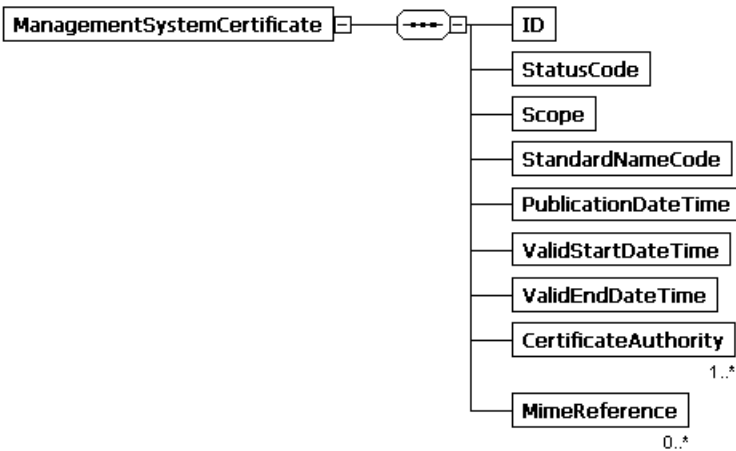 ManagementSystemCertificate
ID
StatusCode
Scope
StandardNameCode
PublicationDateTime
ValidStartDateTime
ValidEndDateTime
CertificateAuthority
1..*
MimeReference
0..*